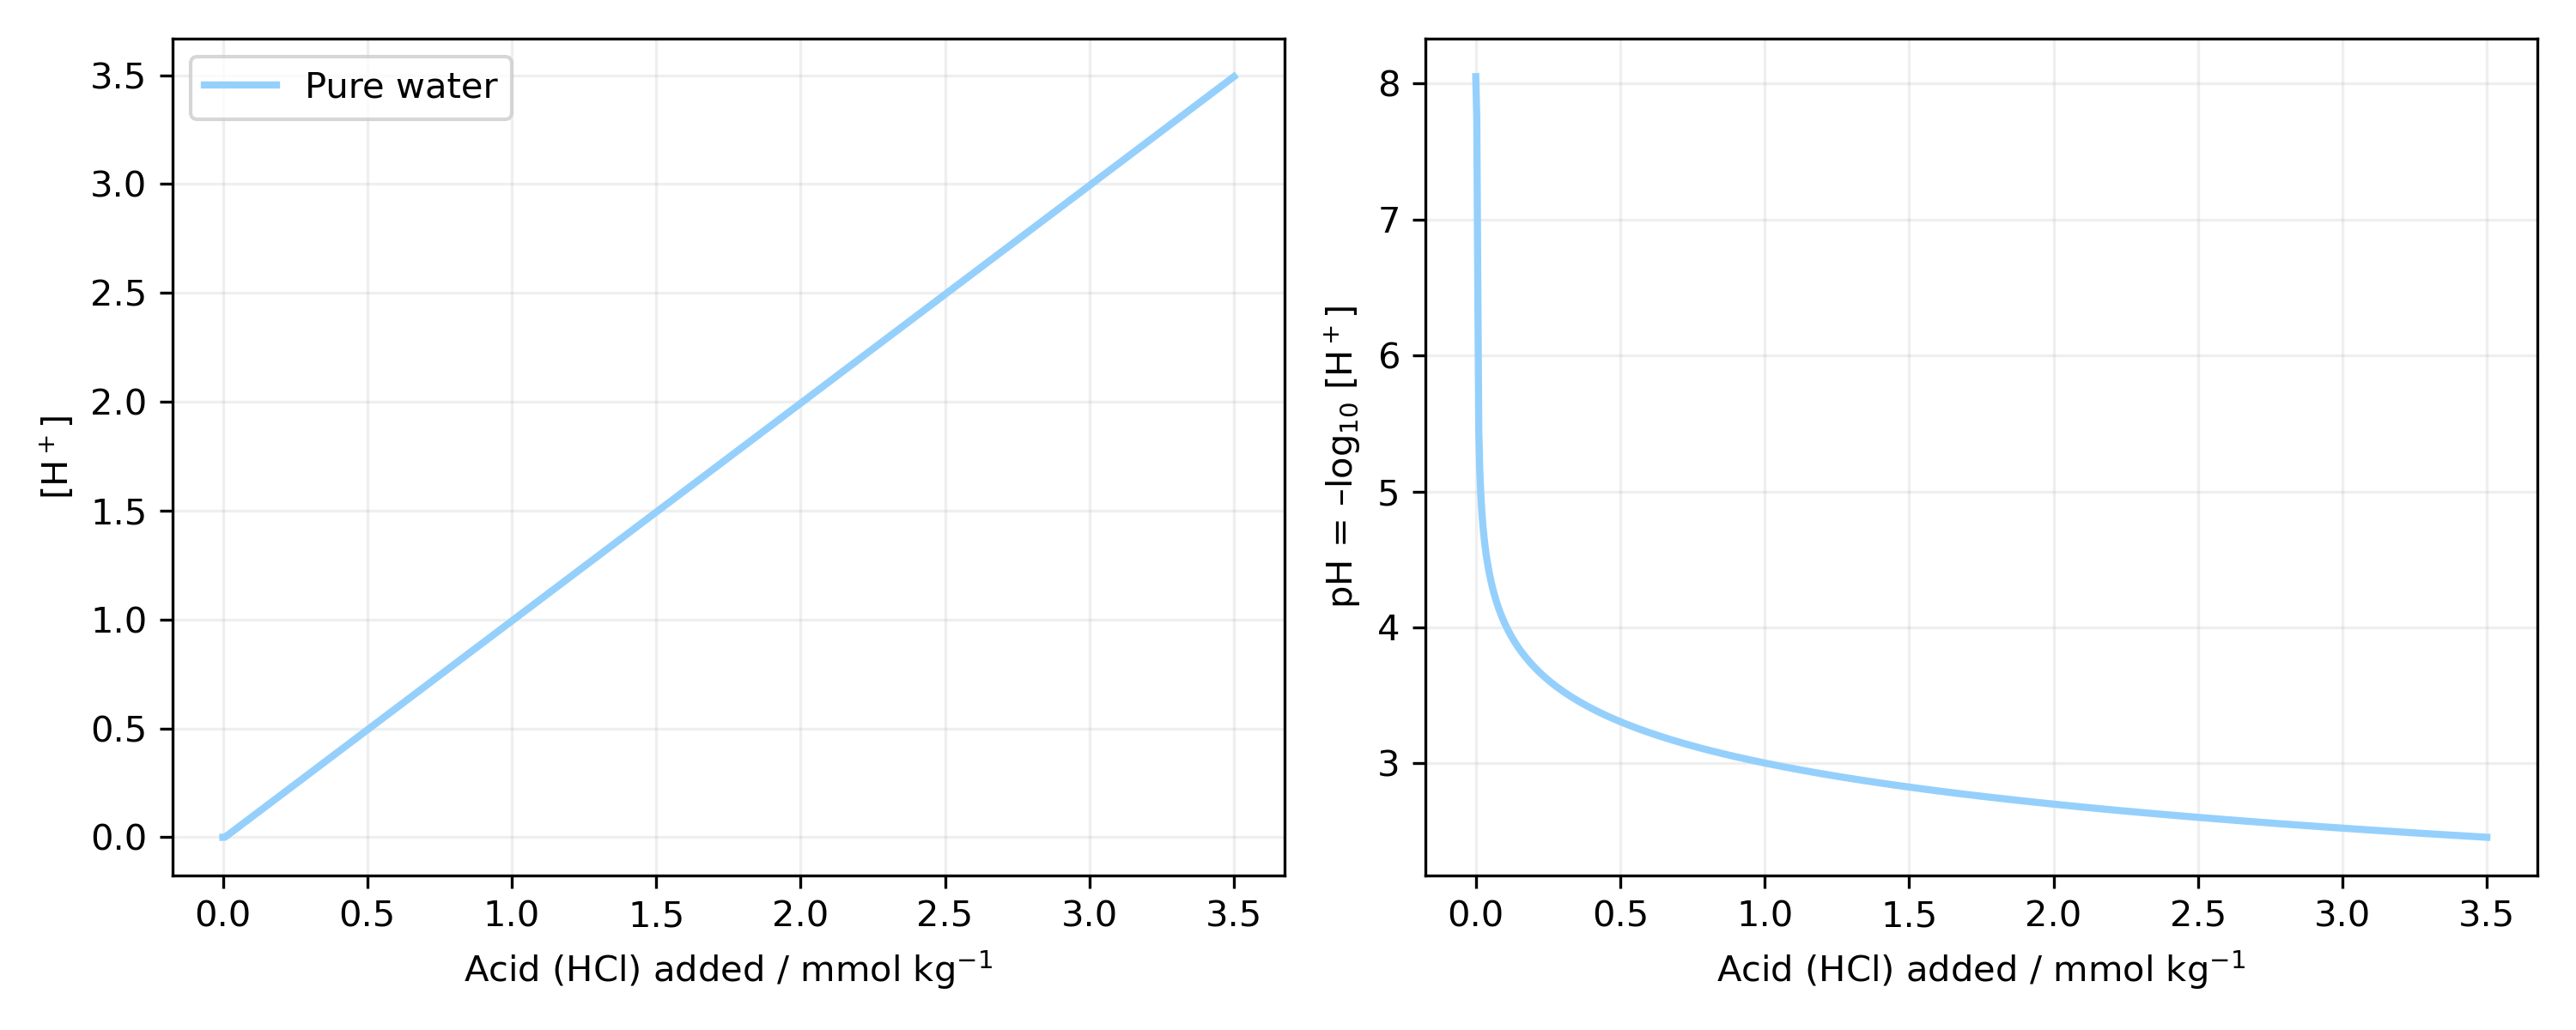 Pure water
[H⁺]
3.5
3.0
2.5
2.0
1.5
1.0
0.5
0.0
0.0 0.5 1.0 1.5 2.0 2.5 3.0 3.5
Acid (HCl) added / mmol kg⁻¹
pH = –log₁₀ [H⁺]
8
7
6
5
4
3
0.0 0.5 1.0 1.5 2.0 2.5 3.0 3.5
Acid (HCl) added / mmol kg⁻¹